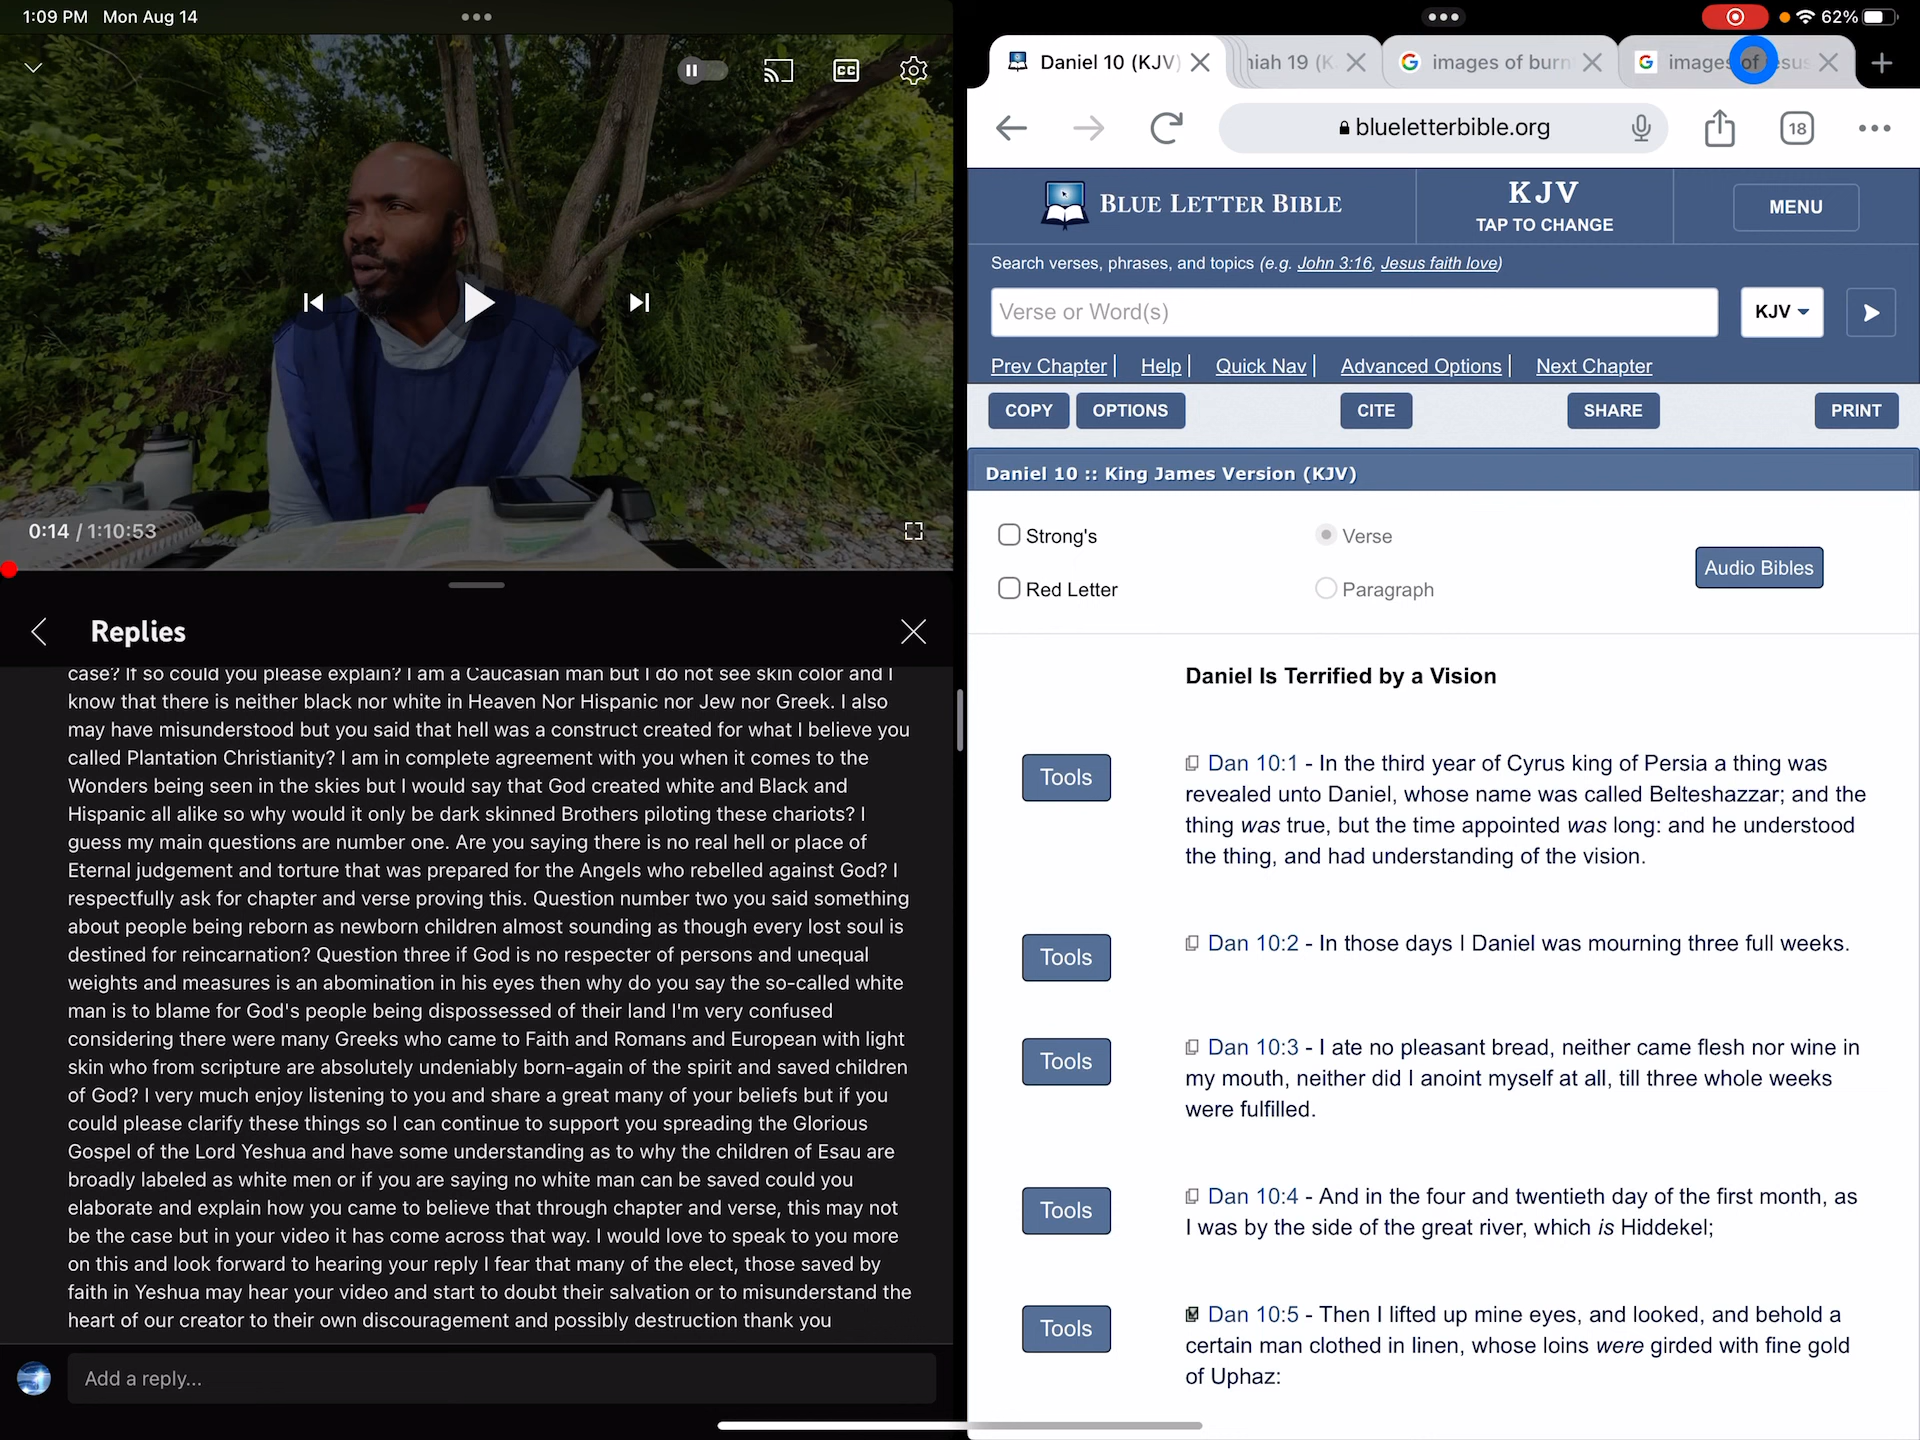 1:09 PM Mon Aug 14
62%
Daniel 10 (KJV)
niah 19 (K
images of burn
images of esus
CC
18
blueletterbible.org
BLUE LETTER BIBLE
KJV
TAP TO CHANGE
MENU
Search verses, phrases, and topics (e.g. John 3:16, Jesus faith love)
Verse or Word(s)
KJV
Prev Chapter | Help | Quick Nav | Advanced Options | Next Chapter
COPY OPTIONS CITE SHARE PRINT
Daniel 10 :: King James Version (KJV)
Strong's
Verse
Red Letter
Paragraph
Audio Bibles
Daniel Is Terrified by a Vision
Tools
Dan 10:1 - In the third year of Cyrus king of Persia a thing was
revealed unto Daniel, whose name was called Belteshazzar; and the
thing was true, but the time appointed was long: and he understood
the thing, and had understanding of the vision.
Tools
Dan 10:2 - In those days I Daniel was mourning three full weeks.
Tools
Dan 10:3 - I ate no pleasant bread, neither came flesh nor wine in
my mouth, neither did I anoint myself at all, till three whole weeks
were fulfilled.
Tools
Dan 10:4 - And in the four and twentieth day of the first month, as
I was by the side of the great river, which is Hiddekel;
Tools
Dan 10:5 - Then I lifted up mine eyes, and looked, and behold a
certain man clothed in linen, whose loins were girded with fine gold
of Uphaz:
0:14 / 1:10:53
Replies
case? If so could you please explain? I am a Caucasian man but I do not see skin color and I
know that there is neither black nor white in Heaven Nor Hispanic nor Jew nor Greek. I also
may have misunderstood but you said that hell was a construct created for what I believe you
called Plantation Christianity? I am in complete agreement with you when it comes to the
Wonders being seen in the skies but I would say that God created white and Black and
Hispanic all alike so why would it only be dark skinned Brothers piloting these chariots? I
guess my main questions are number one. Are you saying there is no real hell or place of
Eternal judgement and torture that was prepared for the Angels who rebelled against God? I
respectfully ask for chapter and verse proving this. Question number two you said something
about people being reborn as newborn children almost sounding as though every lost soul is
destined for reincarnation? Question three if God is no respecter of persons and unequal
weights and measures is an abomination in his eyes then why do you say the so-called white
man is to blame for God's people being dispossessed of their land I'm very confused
considering there were many Greeks who came to Faith and Romans and European with light
skin who from scripture are absolutely undeniably born-again of the spirit and saved children
of God? I very much enjoy listening to you and share a great many of your beliefs but if you
could please clarify these things so I can continue to support you spreading the Glorious
Gospel of the Lord Yeshua and have some understanding as to why the children of Esau are
broadly labeled as white men or if you are saying no white man can be saved could you
elaborate and explain how you came to believe that through chapter and verse, this may not
be the case but in your video it has come across that way. I would love to speak to you more
on this and look forward to hearing your reply I fear that many of the elect, those saved by
faith in Yeshua may hear your video and start to doubt their salvation or to misunderstand the
heart of our creator to their own discouragement and possibly destruction thank you
Add a reply...